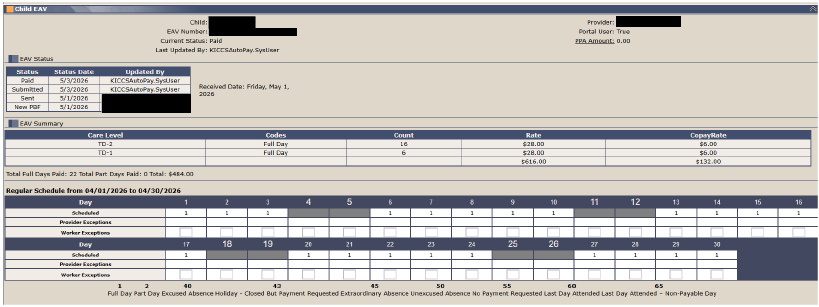 Child EAV
Child: Provider:
EAV Number: Portal User: True
Current Status: Paid PPA Amount: 0.00
Last Updated By: KICCSAutoPay.SysUser
EAV Status
Status Status Date Updated By
Paid 5/3/2026 KICCSAutoPay.SysUser
Submitted 5/3/2026 KICCSAutoPay.SysUser
Sent 5/1/2026
New PBF 5/1/2026
Received Date: Friday, May 1,
2026
EAV Summary
Care Level Codes Count Rate CopayRate
TD-2 Full Day 16 $28.00 $6.00
TD-1 Full Day 6 $28.00 $6.00
$616.00 $132.00
Total Full Days Paid: 22 Total Part Days Paid: 0 Total: $484.00
Regular Schedule from 04/01/2026 to 04/30/2026
Day 1 2 3 4 5 6 7 8 9 10 11 12 13 14 15 16
Scheduled 1 1 1 1 1 1 1 1 1 1 1 1
Provider Exceptions
Worker Exceptions
Day 17 18 19 20 21 22 23 24 25 26 27 28 29 30
Scheduled 1 1 1 1 1 1 1 1 1 1
Provider Exceptions
Worker Exceptions
1 2 40 43 45 50 60 65
Full Day Part Day Excused Absence Holiday - Closed But Payment Requested Extraordinary Absence Unexcused Absence No Payment Requested Last Day Attended Last Day Attended – Non-Payable Day